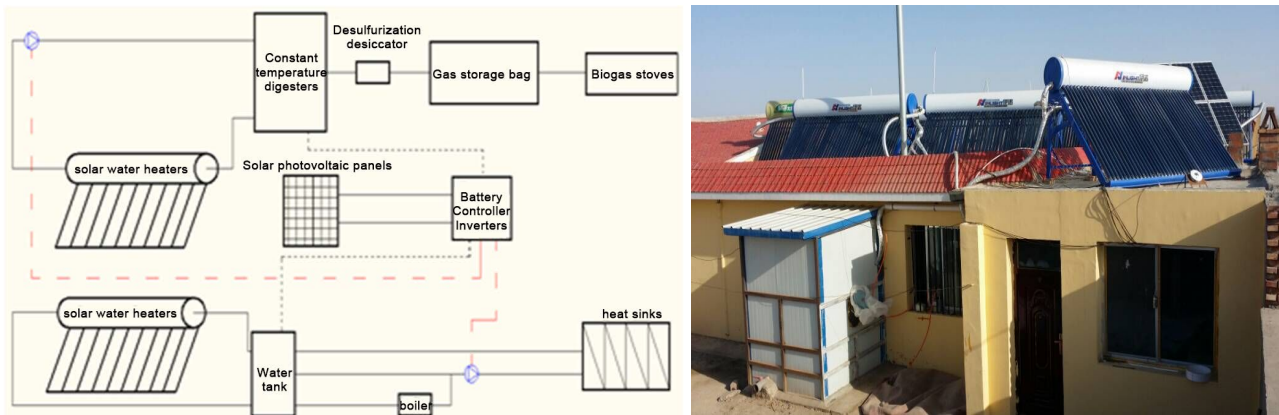 Desulfurization
desiccator
Constant
temperature
digesters
Gas storage bag
Biogas stoves
solar water heaters
Solar photovoltaic panels
Battery
Controller
Inverters
solar water heaters
heat sinks
Water
tank
boiler